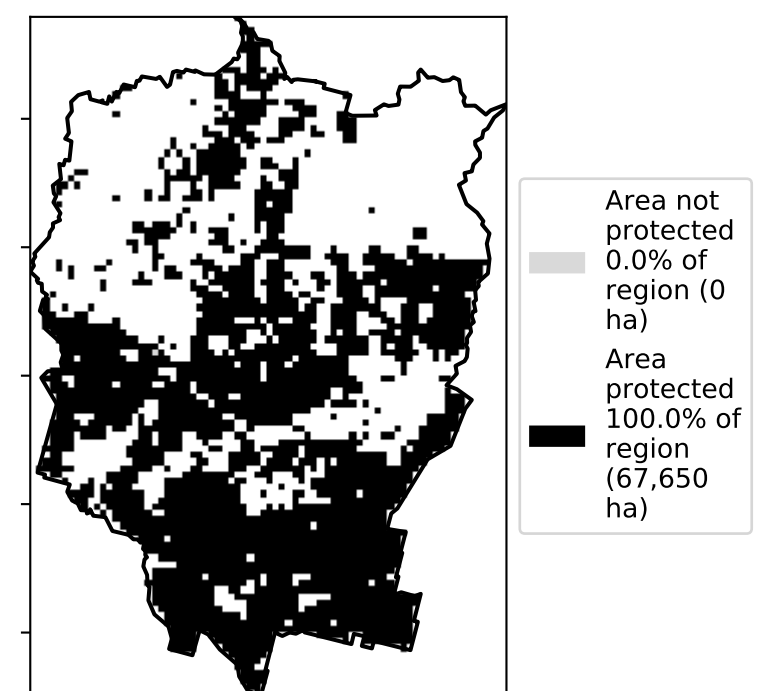 Area not
protected
0.0% of
region (0
ha)
Area
protected
100.0% of
region
(67,650
ha)